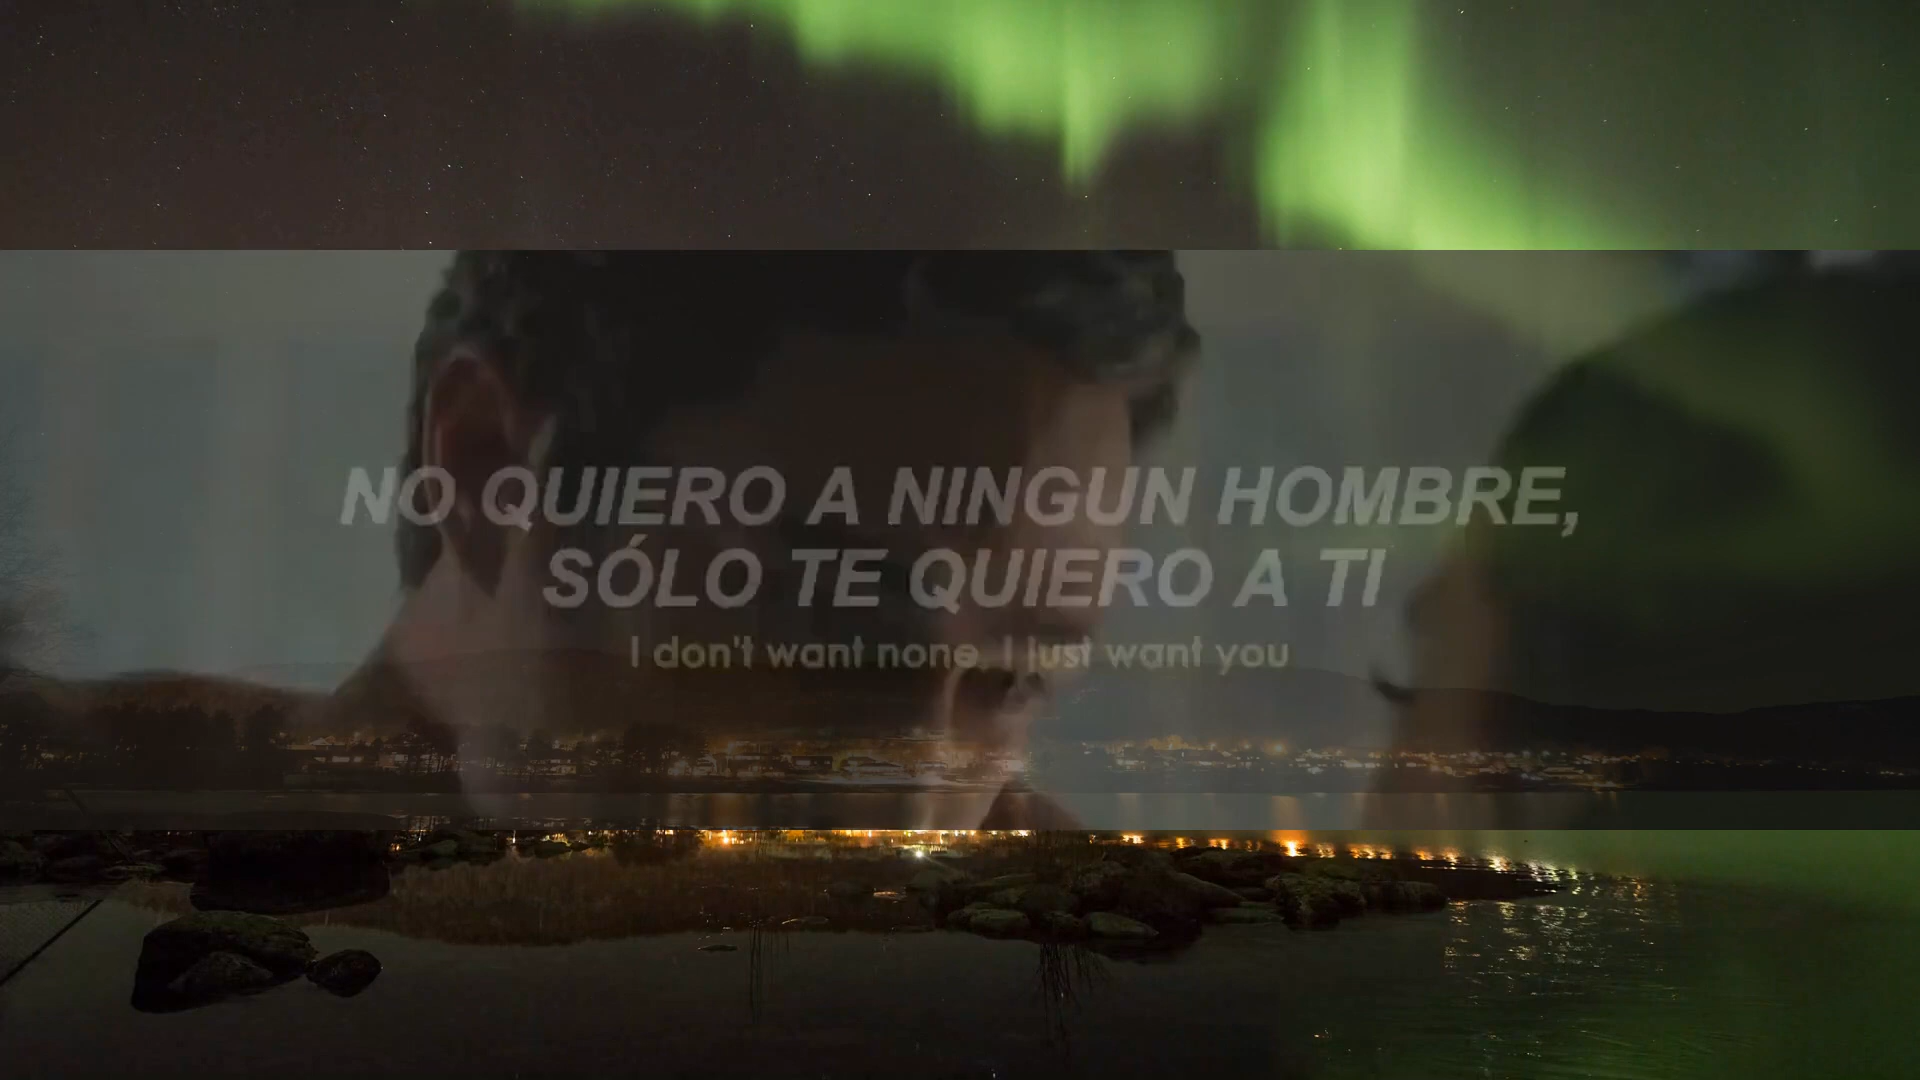 NO QUIERO A NINGUN HOMBRE,
SÓLO TE QUIERO A TI
I don't want none I just want you